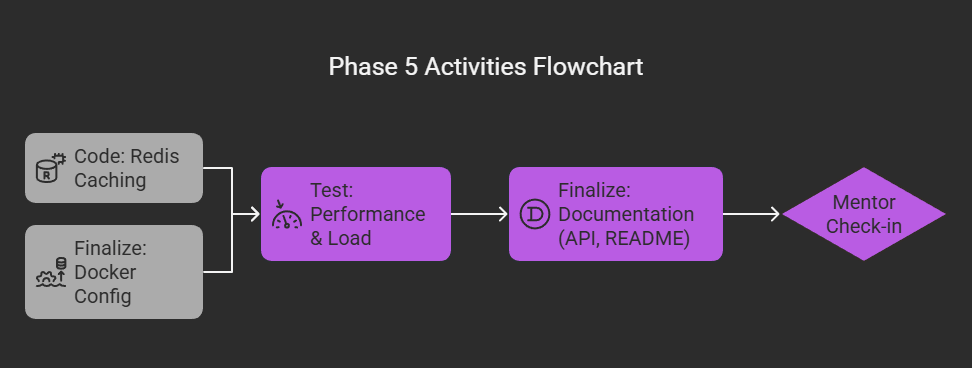 Phase 5 Activities Flowchart
Code: Redis
Caching
R
Finalize:
Docker
Config
Test:
Performance
& Load
D
Finalize:
Documentation
(API, README)
Mentor
Check-in